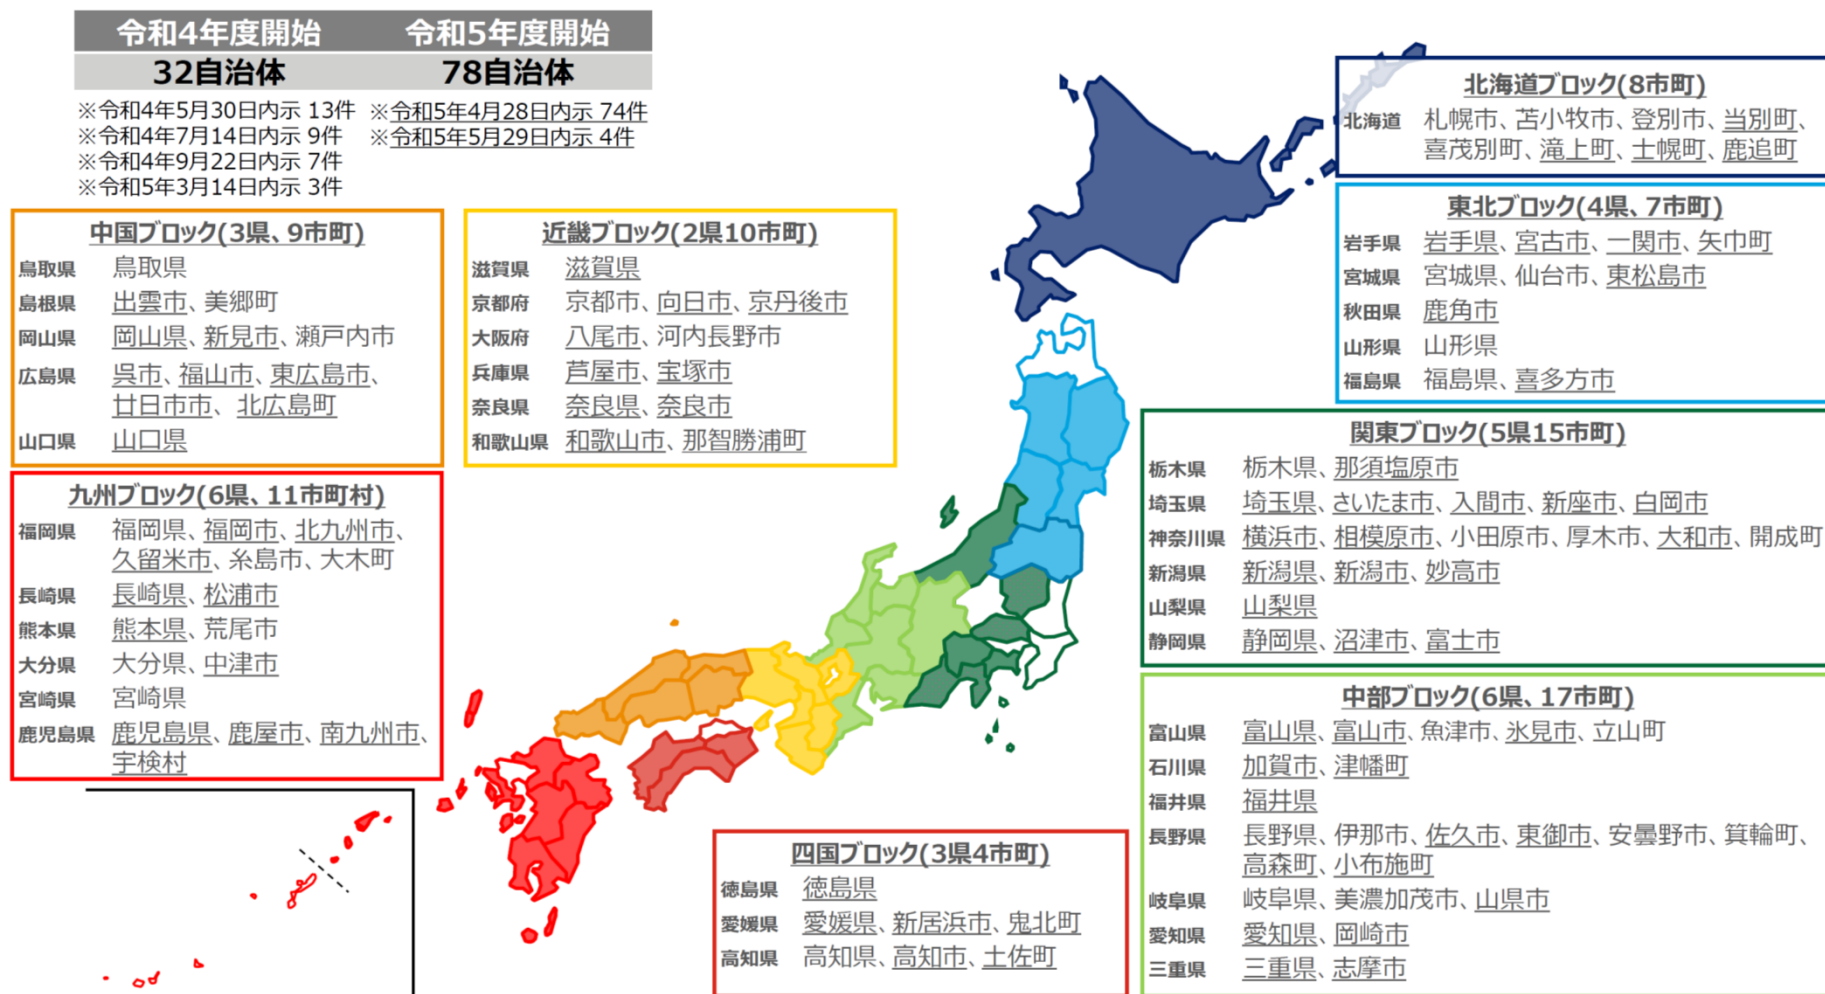 令和4年度開始 令和5年度開始
32自治体 78自治体
※令和4年5月30日内示 13件 ※令和5年4月28日内示 74件
※令和4年7月14日内示 9件 ※令和5年5月29日内示 4件
※令和4年9月22日内示 7件
※令和5年3月14日内示 3件
北海道ブロック(8市町)
北海道 札幌市、苫小牧市、登別市、当別町、
喜茂別町、滝上町、士幌町、鹿追町
東北ブロック(4県、7市町)
岩手県 岩手県、宮古市、一関市、矢巾町
宮城県 宮城県、仙台市、東松島市
秋田県 鹿角市
山形県 山形県
福島県 福島県、喜多方市
中国ブロック(3県、9市町)
鳥取県 鳥取県
島根県 出雲市、美郷町
岡山県 岡山県、新見市、瀬戸内市
広島県 呉市、福山市、東広島市、
廿日市市、北広島町
山口県 山口県
近畿ブロック(2県10市町)
滋賀県 滋賀県
京都府 京都市、向日市、京丹後市
大阪府 八尾市、河内長野市
兵庫県 芦屋市、宝塚市
奈良県 奈良県、奈良市
和歌山県 和歌山市、那智勝浦町
関東ブロック(5県15市町)
栃木県 栃木県、那須塩原市
埼玉県 埼玉県、さいたま市、入間市、新座市、白岡市
神奈川県 横浜市、相模原市、小田原市、厚木市、大和市、開成町
新潟県 新潟県、新潟市、妙高市
山梨県 山梨県
静岡県 静岡県、沼津市、富士市
九州ブロック(6県、11市町村)
福岡県 福岡県、福岡市、北九州市、
久留米市、糸島市、大木町
長崎県 長崎県、松浦市
熊本県 熊本県、荒尾市
大分県 大分県、中津市
宮崎県 宮崎県
鹿児島県 鹿児島県、鹿屋市、南九州市、
宇検村
中部ブロック(6県、17市町)
富山県 富山県、富山市、魚津市、氷見市、立山町
石川県 加賀市、津幡町
福井県 福井県
長野県 長野県、伊那市、佐久市、東御市、安曇野市、箕輪町、
高森町、小布施町
岐阜県 岐阜県、美濃加茂市、山県市
愛知県 愛知県、岡崎市
三重県 三重県、志摩市
四国ブロック(3県4市町)
徳島県 徳島県
愛媛県 愛媛県、新居浜市、鬼北町
高知県 高知県、高知市、土佐町